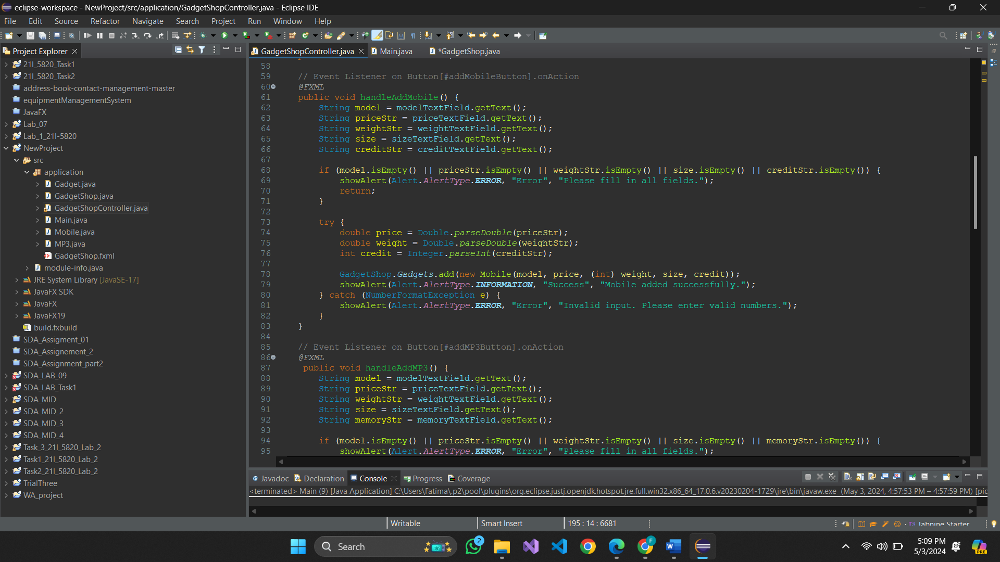 eclipse-workspace - NewProject/src/application/GadgetShopController.java - Eclipse IDE
File Edit Source Refactor Navigate Search Project Run Window Help
Project Explorer
21I_5820_Task1
21I_5820_Task2
address-book-contact-management-master
equipmentManagementSystem
JavaFX
Lab_07
Lab_1_21I-5820
NewProject
src
application
Gadget.java
GadgetShop.java
GadgetShopController.java
Main.java
Mobile.java
MP3.java
GadgetShop.fxml
module-info.java
JRE System Library [JavaSE-17]
JavaFX SDK
JavaFX
JavaFX19
build.fxbuild
SDA_Assigment_01
SDA_Assignement_2
SDA_Assignment_part2
SDA_LAB_09
SDA_LAB_Task1
SDA_MID
SDA_MID_2
SDA_MID_3
SDA_MID_4
Task_3_21I_5820_Lab_2
Task1_21I_5820_Lab_2
Task2_21I_5820_Lab_2
TrialThree
WA_project
GadgetShopController.java Main.java *GadgetShop.java
58
59 // Event Listener on Button[#addMobileButton].onAction
60 @FXML
61 public void handleAddMobile() {
62 String model = modelTextField.getText();
63 String priceStr = priceTextField.getText();
64 String weightStr = weightTextField.getText();
65 String size = sizeTextField.getText();
66 String creditStr = creditTextField.getText();
67
68 if (model.isEmpty() || priceStr.isEmpty() || weightStr.isEmpty() || size.isEmpty() || creditStr.isEmpty()) {
69 showAlert(Alert.AlertType.ERROR, "Error", "Please fill in all fields.");
70 return;
71 }
72
73 try {
74 double price = Double.parseDouble(priceStr);
75 double weight = Double.parseDouble(weightStr);
76 int credit = Integer.parseInt(creditStr);
77
78 GadgetShop.Gadgets.add(new Mobile(model, price, (int) weight, size, credit));
79 showAlert(Alert.AlertType.INFORMATION, "Success", "Mobile added successfully.");
80 } catch (NumberFormatException e) {
81 showAlert(Alert.AlertType.ERROR, "Error", "Invalid input. Please enter valid numbers.");
82 }
83 }
84
85 // Event Listener on Button[#addMP3Button].onAction
86 @FXML
87 public void handleAddMP3() {
88 String model = modelTextField.getText();
89 String priceStr = priceTextField.getText();
90 String weightStr = weightTextField.getText();
91 String size = sizeTextField.getText();
92 String memoryStr = memoryTextField.getText();
93
94 if (model.isEmpty() || priceStr.isEmpty() || weightStr.isEmpty() || size.isEmpty() || memoryStr.isEmpty()) {
95 showAlert(Alert.AlertType.ERROR, "Error", "Please fill in all fields.");
Javadoc Declaration Console Progress Coverage
<terminated> Main (9) [Java Application] C:\Users\Fatima\.p2\pool\plugins\org.eclipse.justj.openjdk.hotspot.jre.full.win32.x86_64_17.0.6.v20230204-1729\jre\bin\javaw.exe (May 3, 2024, 4:57:53 PM – 4:57:59 PM) [pic
Writable Smart Insert 195 : 14 : 6681 Tabnine Starter
Search
2
F
PRE
5:09 PM
5/3/2024